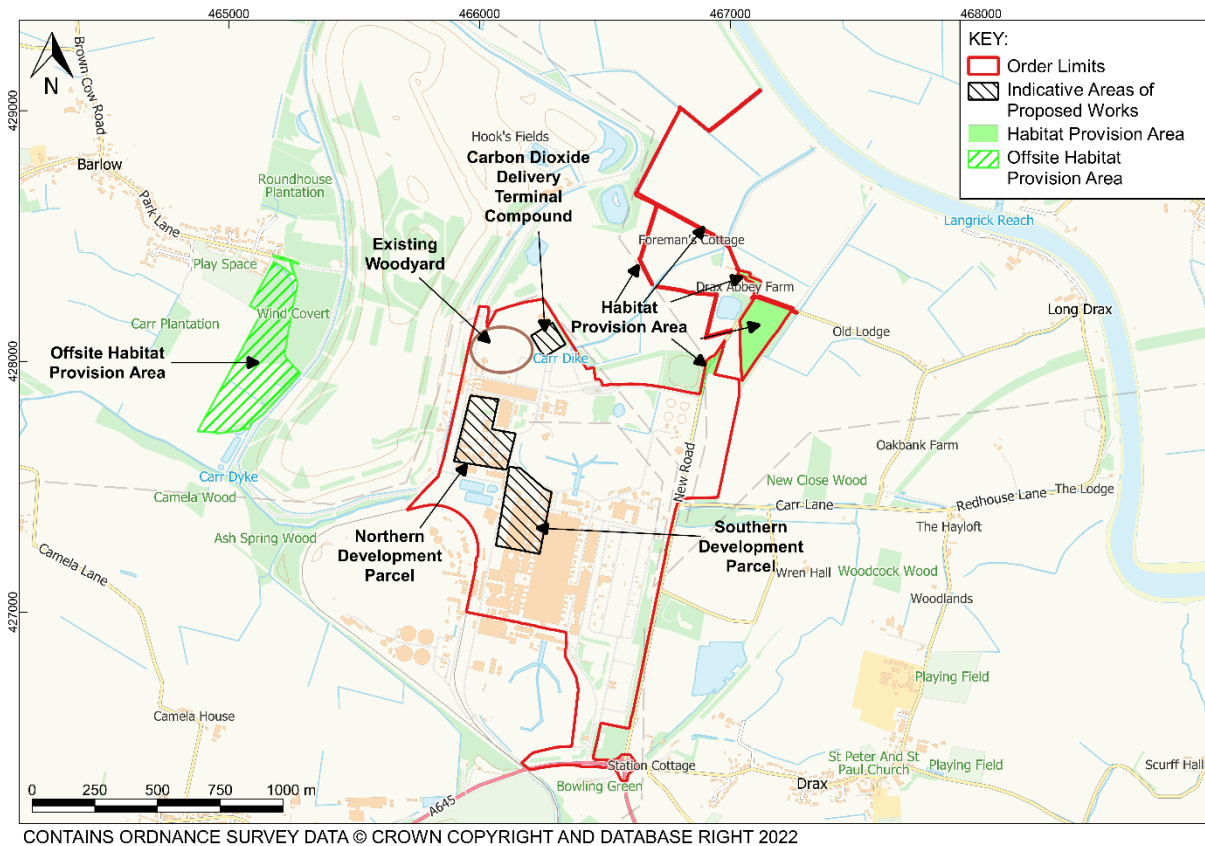 465000
466000
467000
468000
KEY:
Order Limits
Indicative Areas of
Proposed Works
Habitat Provision Area
Offsite Habitat
Provision Area
N
429000
428000
427000
Brown Cow Road
Barlow
Park Lane
Roundhouse
Plantation
Hook's Fields
Carbon Dioxide
Delivery
Terminal
Compound
Existing
Woodyard
Langrick Reach
Foreman's Cottage
Drax Abbey Farm
Habitat
Provision Area
Play Space
Wind Covert
Carr Plantation
Offsite Habitat
Provision Area
Carr Dike
Old Lodge
Long Drax
Carr Dyke
Camela Wood
Ash Spring Wood
Camela Lane
Northern
Development
Parcel
Southern
Development
Parcel
New Road
Oakbank Farm
New Close Wood
Carr Lane
Redhouse Lane
The Lodge
The Hayloft
Wren Hall
Woodcock Wood
Woodlands
Playing Field
Camela House
Station Cottage
Bowling Green
A645
Drax
St Peter And St
Paul Church
Playing Field
Scurff Hall
0 250 500 750 1000 m
CONTAINS ORDNANCE SURVEY DATA © CROWN COPYRIGHT AND DATABASE RIGHT 2022